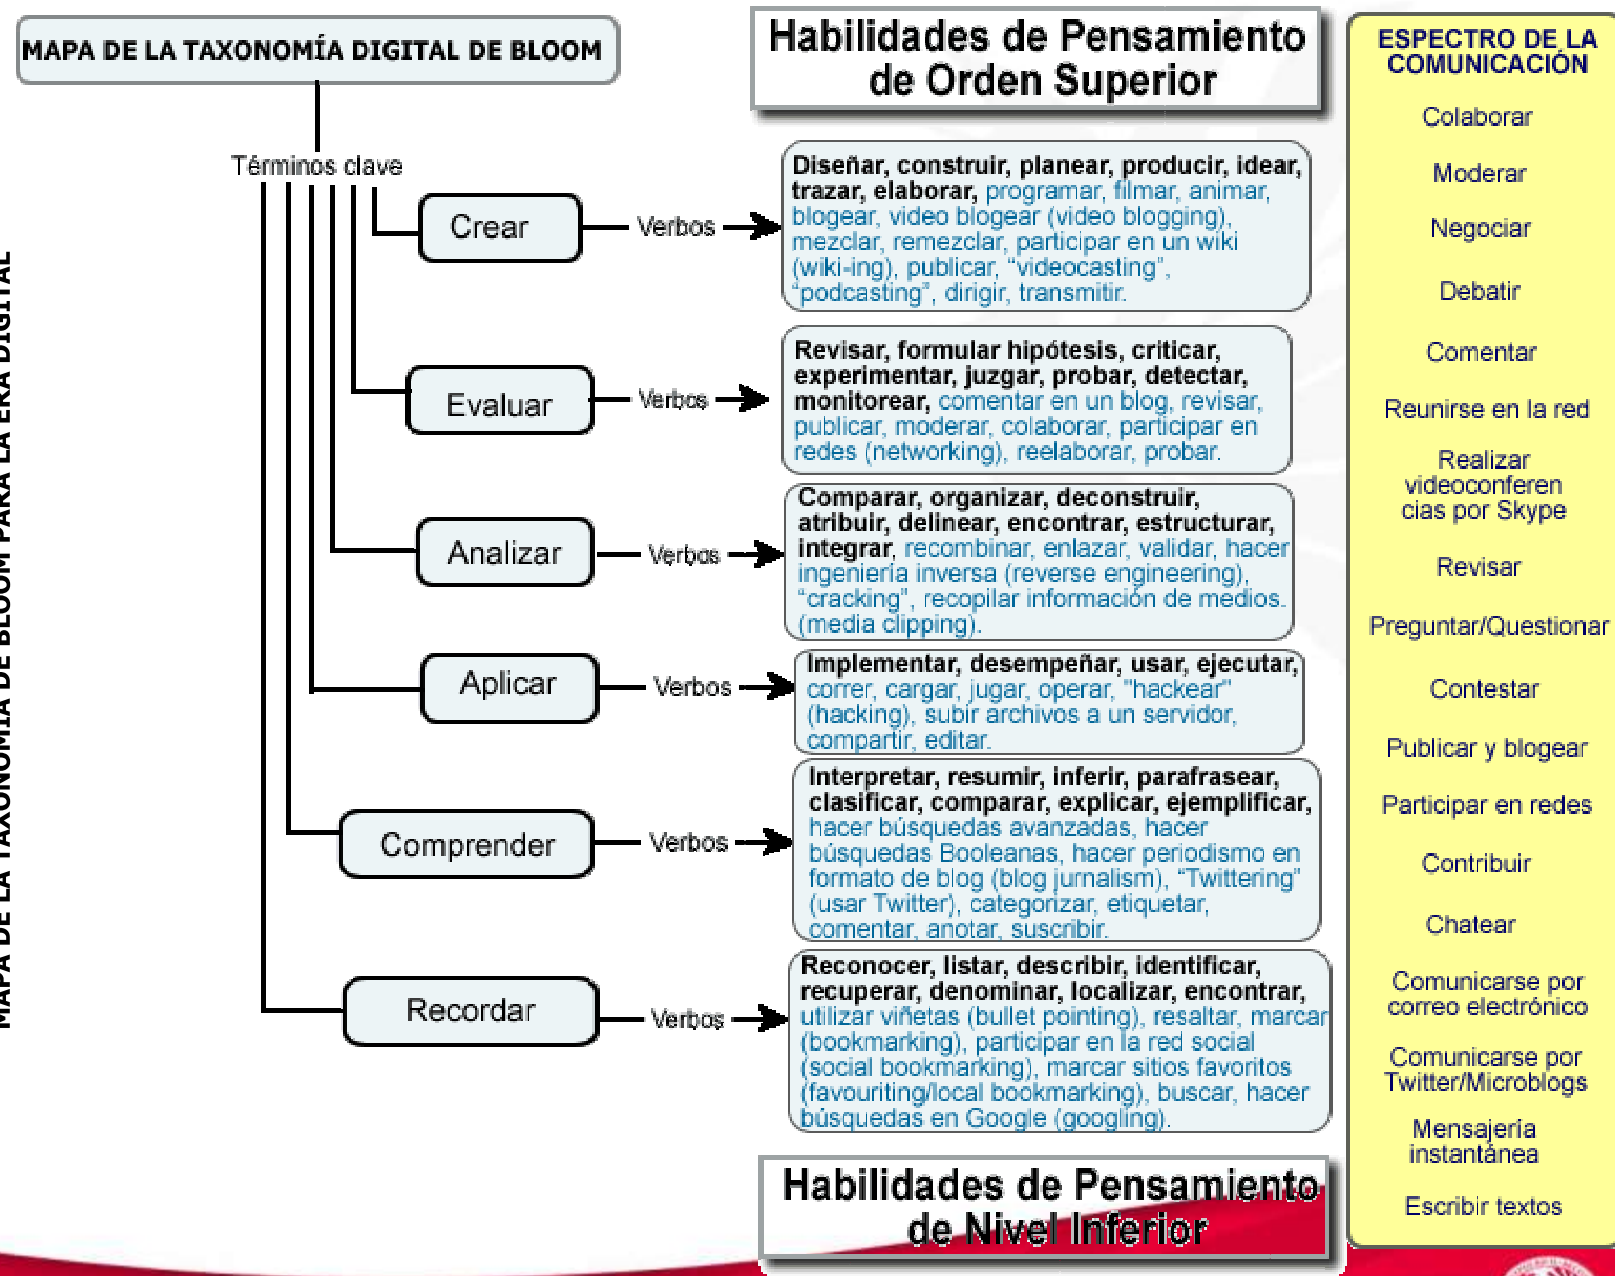 MAPA DE LA TAXONOMÍA DE BLOOM PARA LA ERA DIGITAL
MAPA DE LA TAXONOMÍA DIGITAL DE BLOOM
Términos clave
Habilidades de Pensamiento
de Orden Superior
Crear
Verbos
Diseñar, construir, planear, producir, idear,
trazar, elaborar, programar, filmar, animar,
blogear, video blogear (video blogging),
mezclar, remezclar, participar en un wiki
(wiki-ing), publicar, “videocasting”,
“podcasting”, dirigir, transmitir.
Evaluar
Verbos
Revisar, formular hipótesis, criticar,
experimentar, juzgar, probar, detectar,
monitorear, comentar en un blog, revisar,
publicar, moderar, colaborar, participar en
redes (networking), reelaborar, probar.
Analizar
Verbos
Comparar, organizar, deconstruir,
atribuir, delinear, encontrar, estructurar,
integrar, recombinar, enlazar, validar, hacer
ingeniería inversa (reverse engineering),
“cracking”, recopilar información de medios.
(media clipping).
Aplicar
Verbos
Implementar, desempeñar, usar, ejecutar,
correr, cargar, jugar, operar, "hackear"
(hacking), subir archivos a un servidor,
compartir, editar.
Comprender
Verbos
Interpretar, resumir, inferir, parafrasear,
clasificar, comparar, explicar, ejemplificar,
hacer búsquedas avanzadas, hacer
búsquedas Booleanas, hacer periodismo en
formato de blog (blog jurnalism), “Twittering”
(usar Twitter), categorizar, etiquetar,
comentar, anotar, suscribir.
Recordar
Verbos
Reconocer, listar, describir, identificar,
recuperar, denominar, localizar, encontrar,
utilizar viñetas (bullet pointing), resaltar, marcar
(bookmarking), participar en la red social
(social bookmarking), marcar sitios favoritos
(favouriting/local bookmarking), buscar, hacer
búsquedas en Google (googling).
Habilidades de Pensamiento
de Nivel Inferior
ESPECTRO DE LA
COMUNICACIÓN
Colaborar
Moderar
Negociar
Debatir
Comentar
Reunirse en la red
Realizar
videoconferen
cias por Skype
Revisar
Preguntar/Questionar
Contestar
Publicar y blogear
Participar en redes
Contribuir
Chatear
Comunicarse por
correo electrónico
Comunicarse por
Twitter/Microblogs
Mensajería
instantánea
Escribir textos